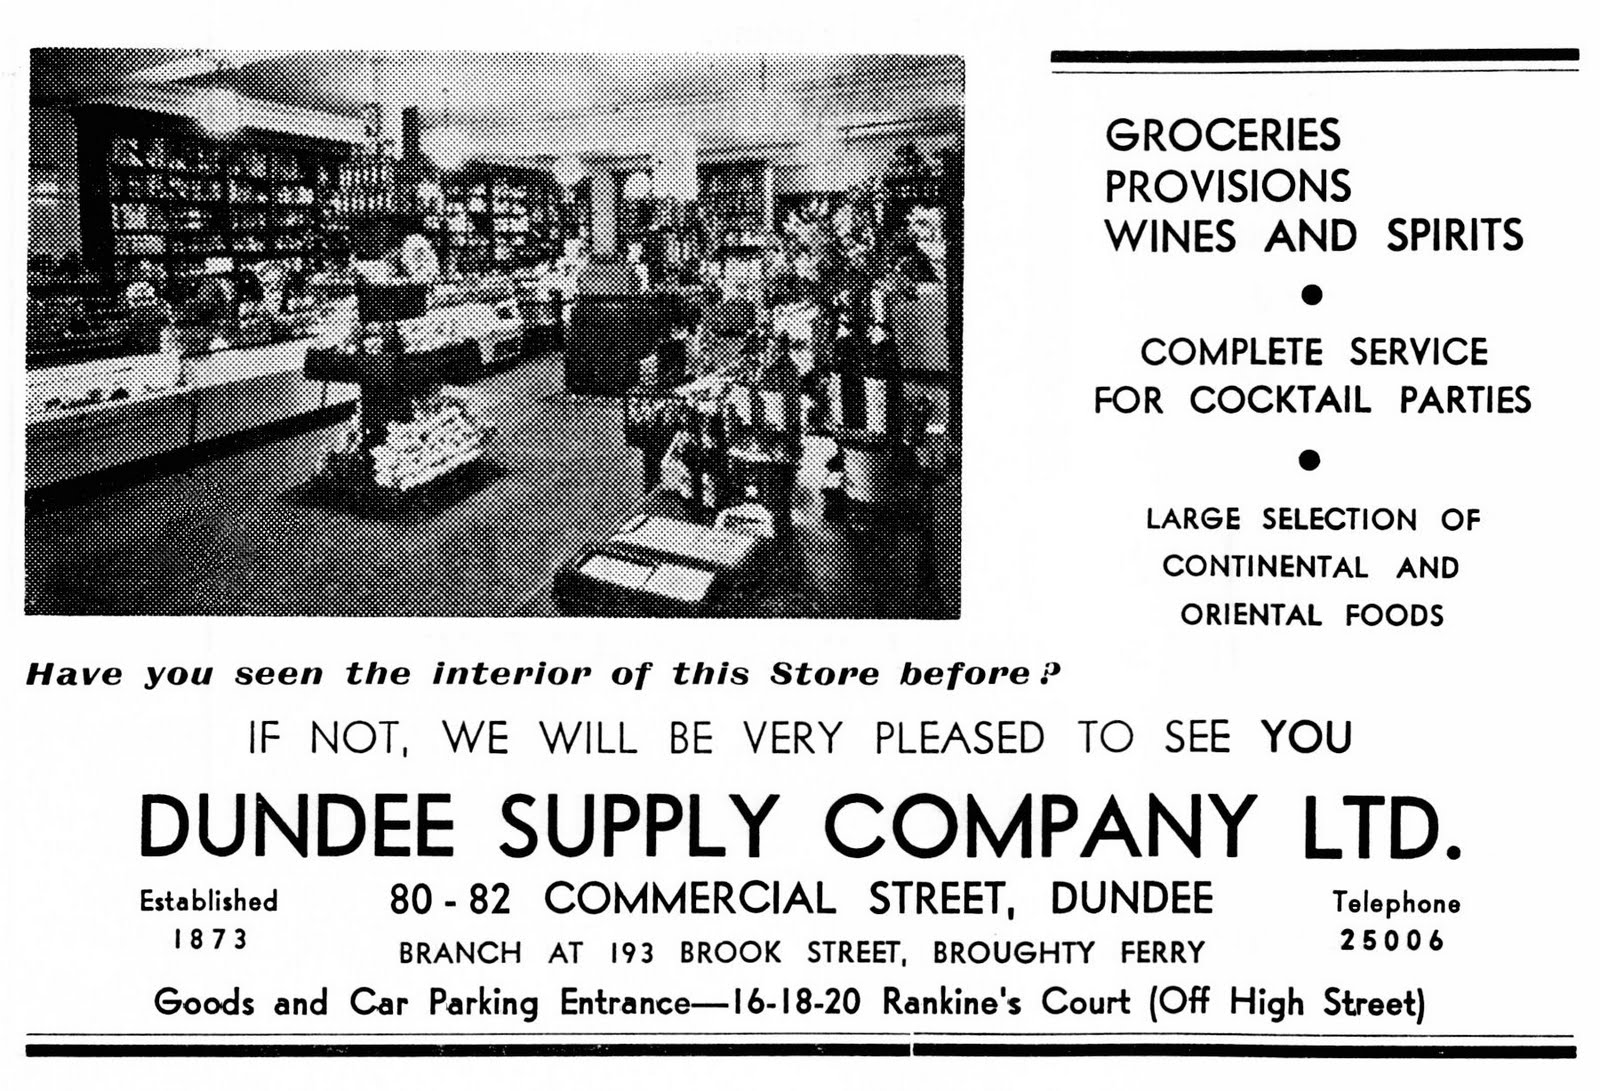 GROCERIES
PROVISIONS
WINES AND SPIRITS
COMPLETE SERVICE
FOR COCKTAIL PARTIES
LARGE SELECTION OF
CONTINENTAL AND
ORIENTAL FOODS
Have you seen the interior of this Store before?
IF NOT, WE WILL BE VERY PLEASED TO SEE YOU
DUNDEE SUPPLY COMPANY LTD.
Established
1873
80-82 COMMERCIAL STREET, DUNDEE
BRANCH AT 193 BROOK STREET, BROUGHTY FERRY
Telephone
25006
Goods and Car Parking Entrance—16-18-20 Rankine's Court (Off High Street)